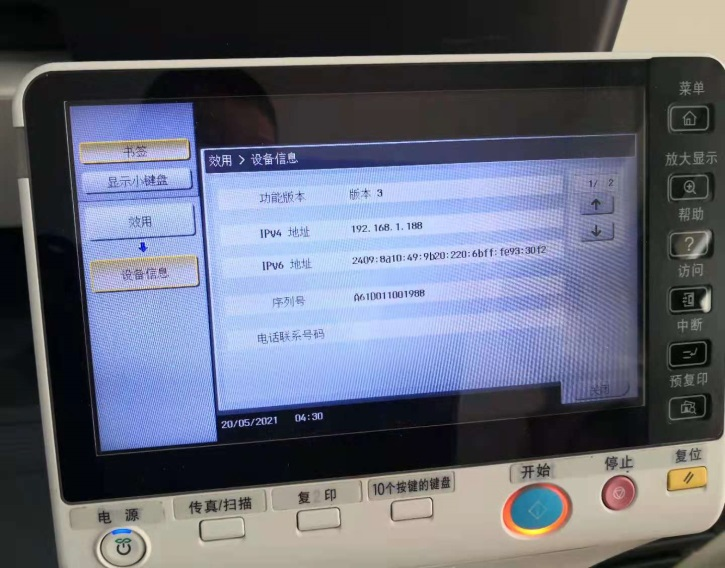 菜单
书签
显示小键盘
效用
设备信息
效用 > 设备信息
功能版本 版本 3
1/ 2
IPv4 地址 192.168.1.188
IPv6 地址 2409:8a10:49:9b20:220:6bff:fe93:30f2
序列号 A61D011001988
电话联系号码
关闭
20/05/2021 04:30
放大显示
帮助
?
访问
中断
预复印
电 源
传真/扫描
复 印
10个按键的键盘
开始
停止
复位